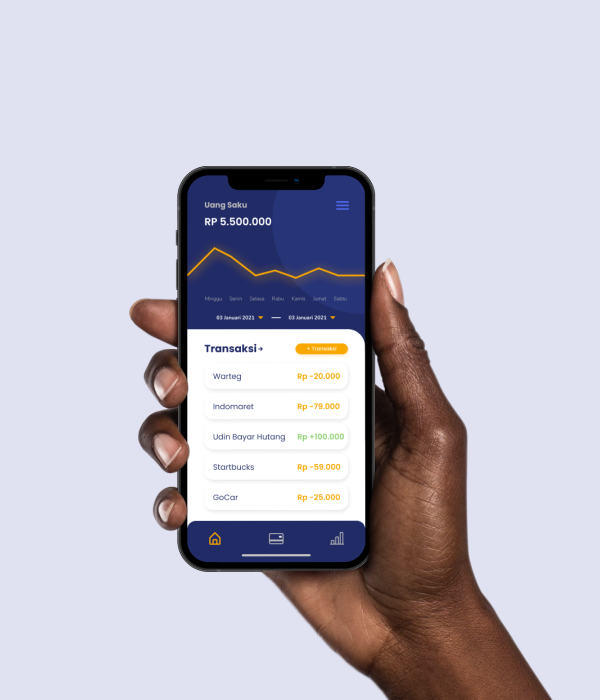 Uang Saku
RP 5.500.000
Minggu Senin Selasa Rabu Kamis Jumat Sabtu
03 Januari 2021 — 03 Januari 2021
Transaksi
+ Transaksi
Warteg Rp -20.000
Indomaret Rp -79.000
Udin Bayar Hutang Rp +100.000
Startbucks Rp -59.000
GoCar Rp -25.000